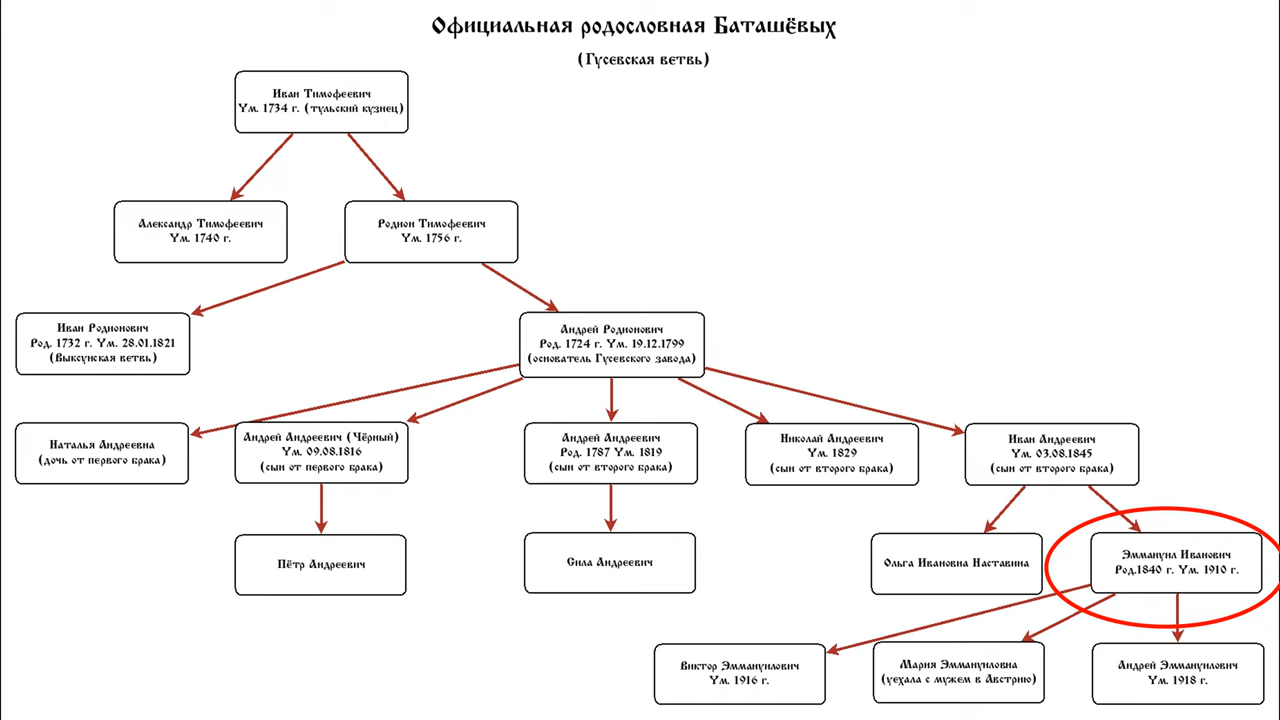 Официальная родословная Баташёвых
(Гусевская ветвь)
Иван Тимофеевич
Ум. 1734 г. (тульский кузнец)
Александр Тимофеевич
Ум. 1740 г.
Родион Тимофеевич
Ум. 1756 г.
Иван Родионович
Род. 1732 г. Ум. 28.01.1821
(Выксунская ветвь)
Андрей Родионович
Род. 1724 г. Ум. 19.12.1799
(основатель Гусевского завода)
Наталья Андреевна
(дочь от первого брака)
Андрей Андреевич (Чёрный)
Ум. 09.08.1816
(сын от первого брака)
Андрей Андреевич
Род. 1787 Ум. 1819
(сын от второго брака)
Николай Андреевич
Ум. 1829
(сын от второго брака)
Иван Андреевич
Ум. 03.08.1845
(сын от второго брака)
Пётр Андреевич
Сила Андреевич
Ольга Ивановна Наставина
Эммануил Иванович
Род.1840 г. Ум. 1910 г.
Виктор Эммануилович
Ум. 1916 г.
Мария Эммануиловна
(уехала с мужем в Австрию)
Андрей Эммануилович
Ум. 1918 г.